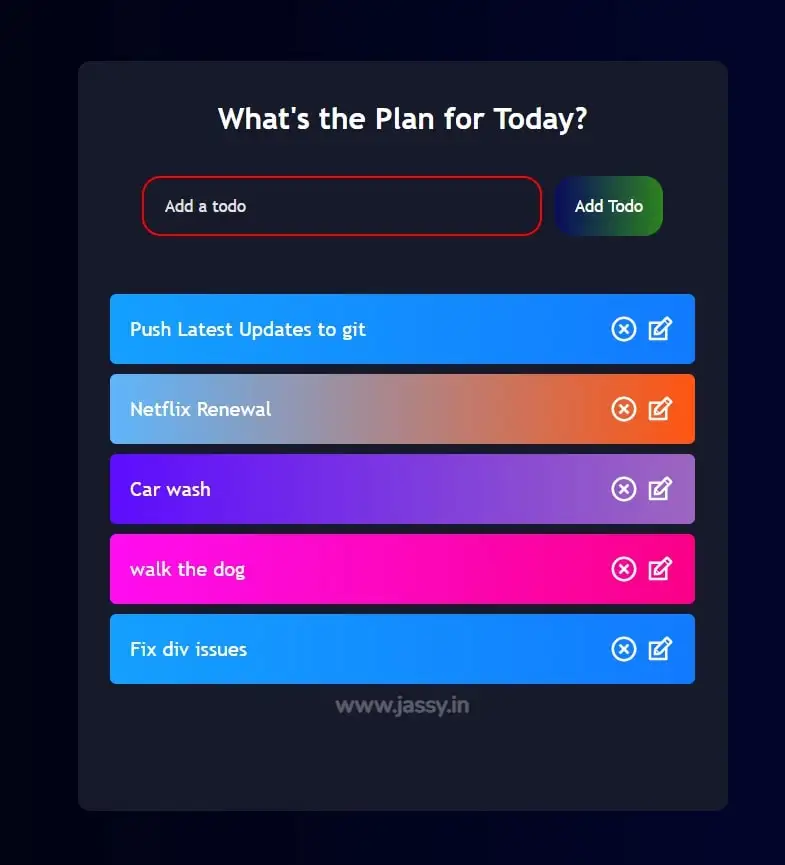 What's the Plan for Today?
Add a todo
Add Todo
Push Latest Updates to git
Netflix Renewal
Car wash
walk the dog
Fix div issues
www.jassy.in